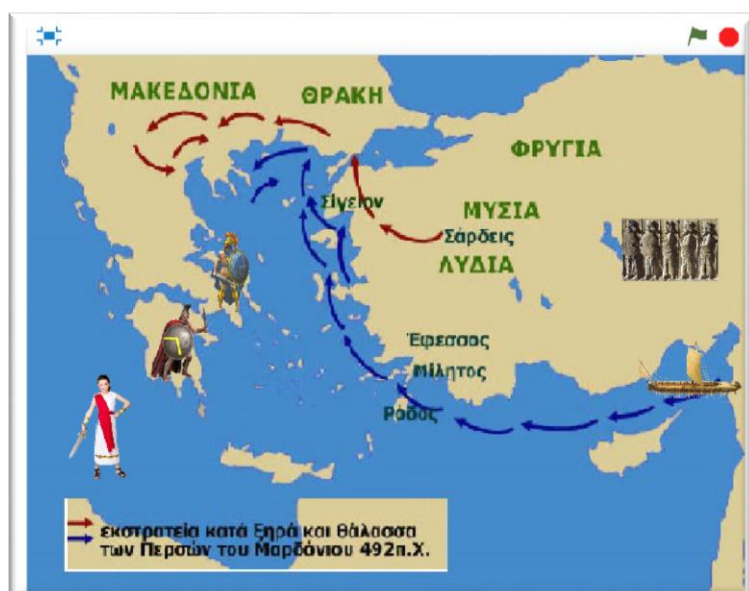 ΜΑΚΕΔΟΝΙΑ
ΘΡΑΚΗ
ΦΡΥΓΙΑ
Σίγειον
ΜΥΣΙΑ
Σάρδεις
ΛΥΔΙΑ
Έφεσσος
Μίλητος
Ρόδος
εκστρατεία κατά ξηρά και θάλασσα
των Περσών του Μαρδόνιου 492π.Χ.